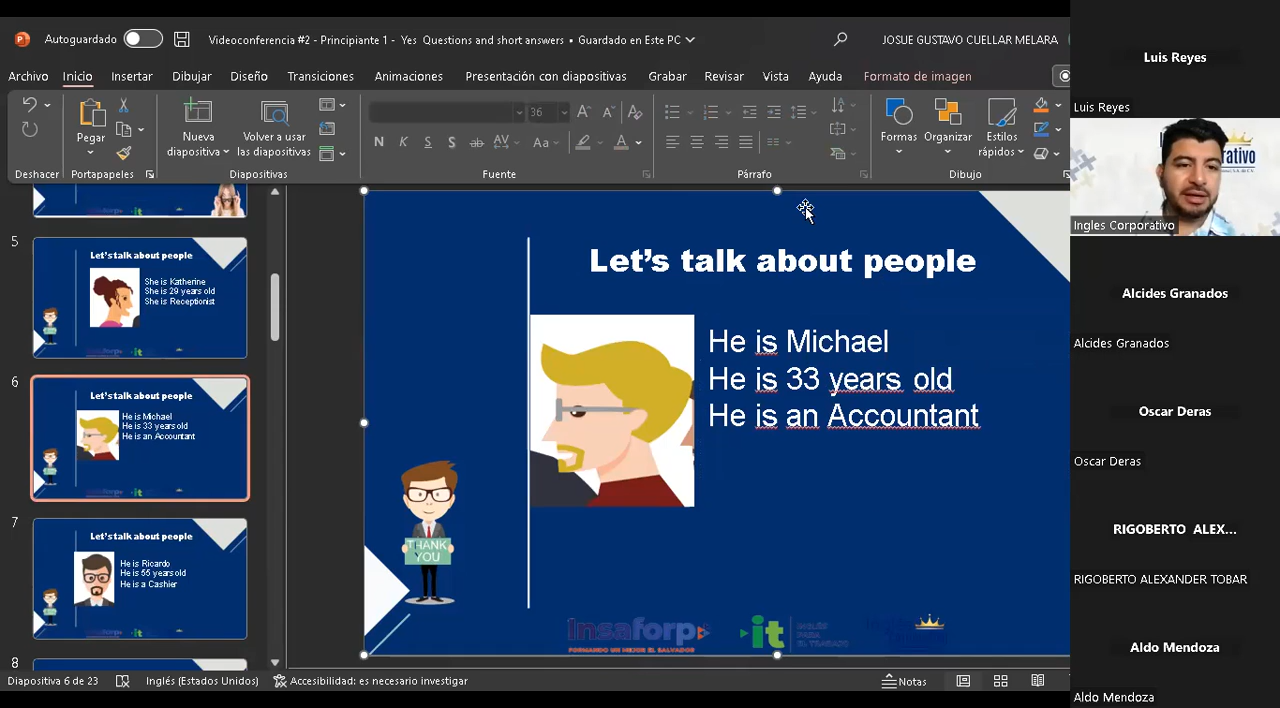 Autoguardado
Videoconferencia #2 - Principiante 1 - Yes Questions and short answers • Guardado en Este PC
JOSUE GUSTAVO CUELLAR MELARA
Archivo Inicio Insertar Dibujar Diseño Transiciones Animaciones Presentación con diapositivas Grabar Revisar Vista Ayuda Formato de imagen
Pegar
Nueva diapositiva
Volver a usar las diapositivas
36
N K S S ab AV Aa A
Formas
Organizar
Estilos rápidos
Deshacer Portapapeles Diapositivas Fuente Párrafo Dibujo
5
Let's talk about people
She is Katherine
She is 29 years old
She is Receptionist
6
Let's talk about people
He is Michael
He is 33 years old
He is an Accountant
7
Let's talk about people
He is Ricardo
He is 55 years old
He is a Cashier
8
Let's talk about people
He is Michael
He is 33 years old
He is an Accountant
THANK
YOU
Insaforp
FORMANDO UN MEJOR EL SALVADOR
it
INGLÉS
PARA
EL TRABAJO
Diapositiva 6 de 23
Inglés (Estados Unidos)
Accesibilidad: es necesario investigar
Notas
Luis Reyes
Luis Reyes
Ingles Corporativo
Alcides Granados
Alcides Granados
Oscar Deras
Oscar Deras
RIGOBERTO ALEX...
RIGOBERTO ALEXANDER TOBAR
Aldo Mendoza
Aldo Mendoza